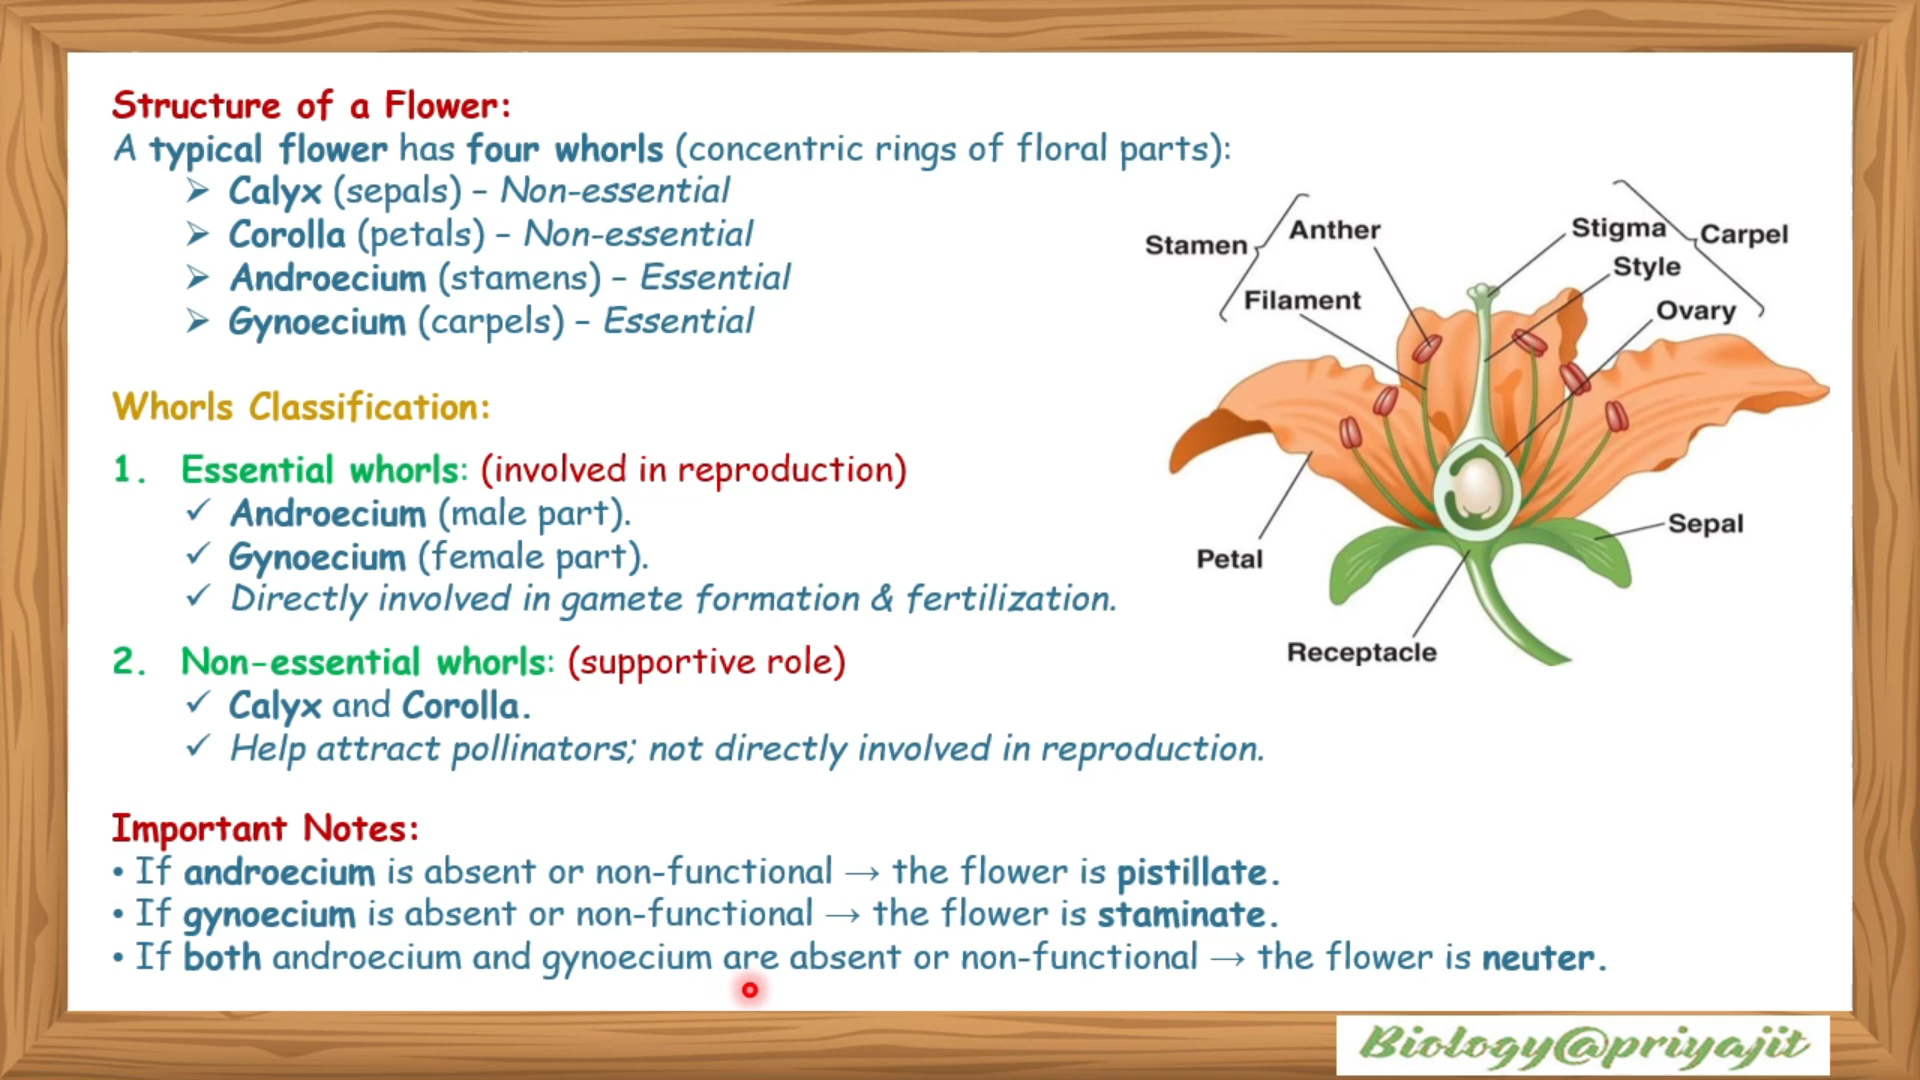 Structure of a Flower:
A typical flower has four whorls (concentric rings of floral parts):
➢ Calyx (sepals) – Non-essential
➢ Corolla (petals) – Non-essential
➢ Androecium (stamens) – Essential
➢ Gynoecium (carpels) – Essential
Whorls Classification:
1. Essential whorls: (involved in reproduction)
✓ Androecium (male part).
✓ Gynoecium (female part).
✓ Directly involved in gamete formation & fertilization.
2. Non-essential whorls: (supportive role)
✓ Calyx and Corolla.
✓ Help attract pollinators; not directly involved in reproduction.
Important Notes:
• If androecium is absent or non-functional → the flower is pistillate.
• If gynoecium is absent or non-functional → the flower is staminate.
• If both androecium and gynoecium are absent or non-functional → the flower is neuter.
Stamen
Anther
Filament
Stigma
Style
Ovary
Carpel
Petal
Sepal
Receptacle
Biology@priyajit